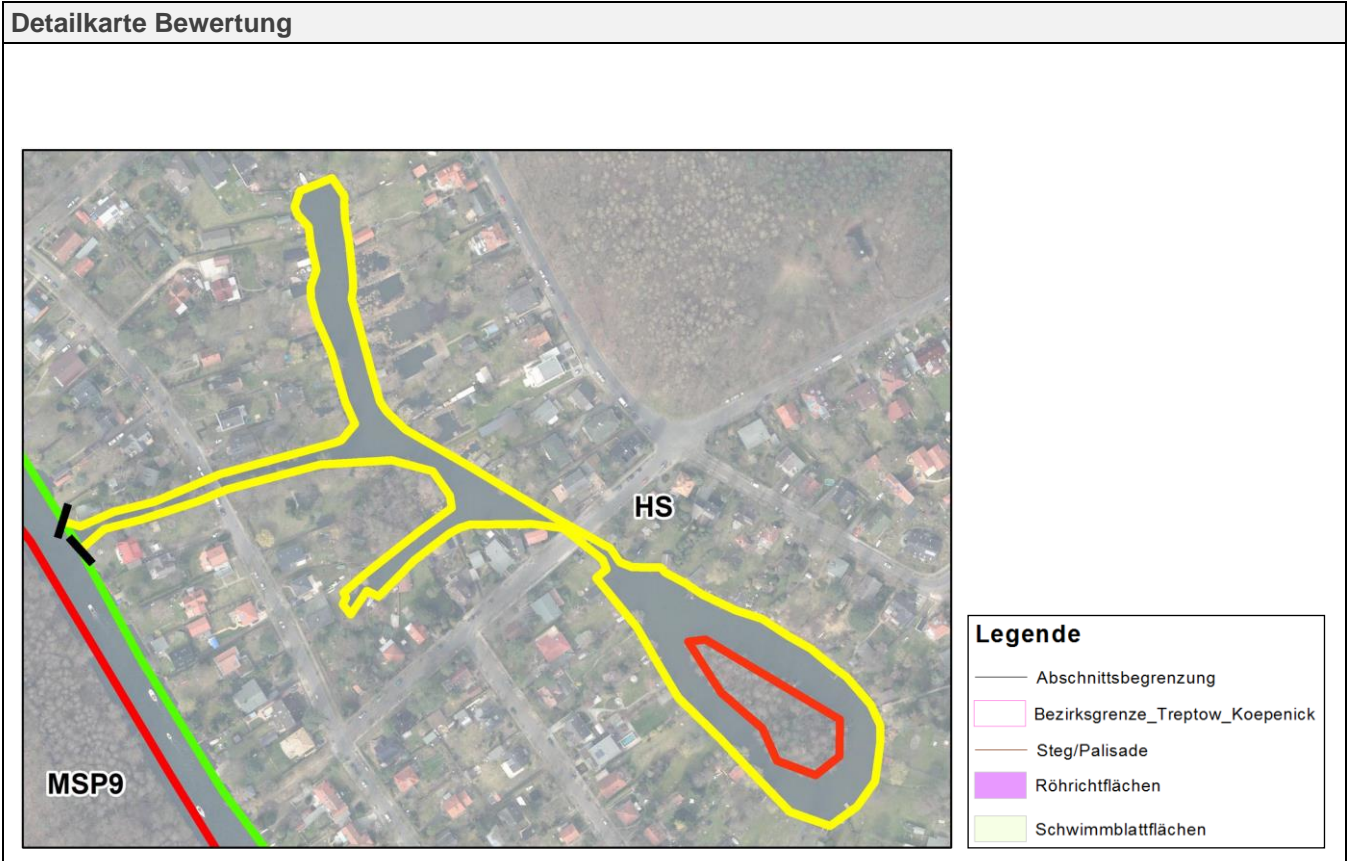 Detailkarte Bewertung
HS
MSP9
Legende
Abschnittsbegrenzung
Bezirksgrenze_Treptow_Koepenick
Steg/Palisade
Röhrichtflächen
Schwimmblattflächen